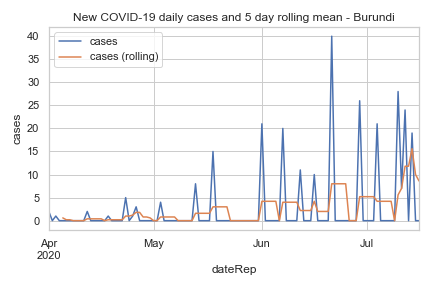 New COVID-19 daily cases and 5 day rolling mean - Burundi
cases
cases (rolling)
40
35
30
25
20
15
10
5
0
cases
Apr
2020
May
Jun
Jul
dateRep